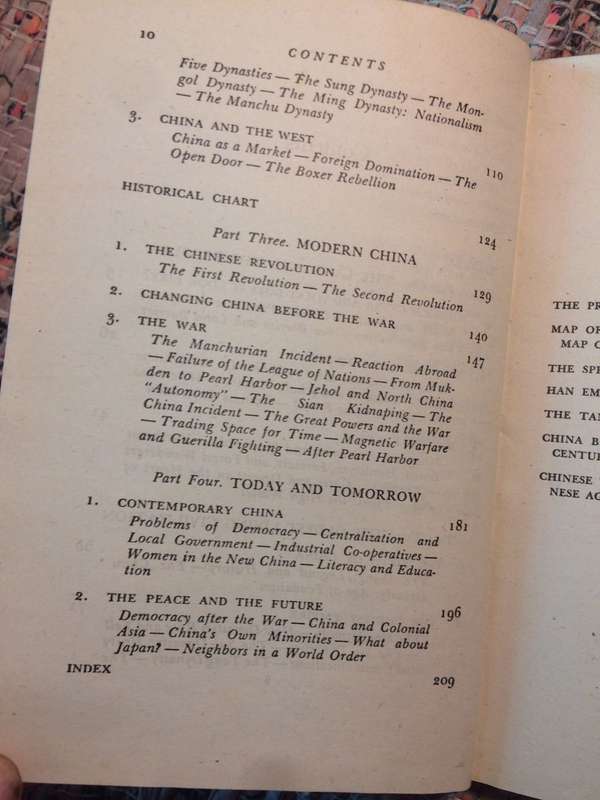 10
CONTENTS
Five Dynasties — The Sung Dynasty — The Mon-
gol Dynasty — The Ming Dynasty: Nationalism
— The Manchu Dynasty
3. CHINA AND THE WEST 110
China as a Market — Foreign Domination — The
Open Door — The Boxer Rebellion
HISTORICAL CHART 124
Part Three. MODERN CHINA
1. THE CHINESE REVOLUTION 129
The First Revolution — The Second Revolution
2. CHANGING CHINA BEFORE THE WAR 140
3. THE WAR 147
The Manchurian Incident — Reaction Abroad
— Failure of the League of Nations — From Muk-
den to Pearl Harbor — Jehol and North China
"Autonomy" — The Sian Kidnaping — The
China Incident — The Great Powers and the War
— Trading Space for Time — Magnetic Warfare
and Guerilla Fighting — After Pearl Harbor
Part Four. TODAY AND TOMORROW
1. CONTEMPORARY CHINA 181
Problems of Democracy — Centralization and
Local Government — Industrial Co-operatives —
Women in the New China — Literacy and Educa-
tion
2. THE PEACE AND THE FUTURE 196
Democracy after the War — China and Colonial
Asia — China's Own Minorities — What about
Japan? — Neighbors in a World Order
INDEX 209
THE
MAP
MAP
THE
HAN
THE
CHINA
CHINESE